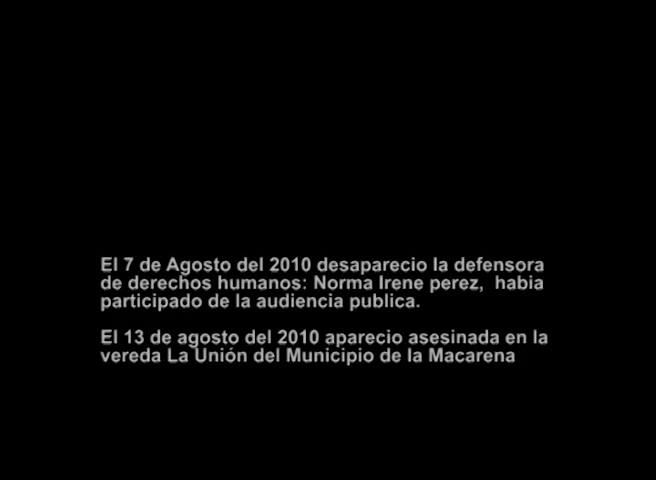 El 7 de Agosto del 2010 desaparecio la defensora
de derechos humanos: Norma Irene perez, habia
participado de la audiencia publica.
El 13 de agosto del 2010 aparecio asesinada en la
vereda La Unión del Municipio de la Macarena